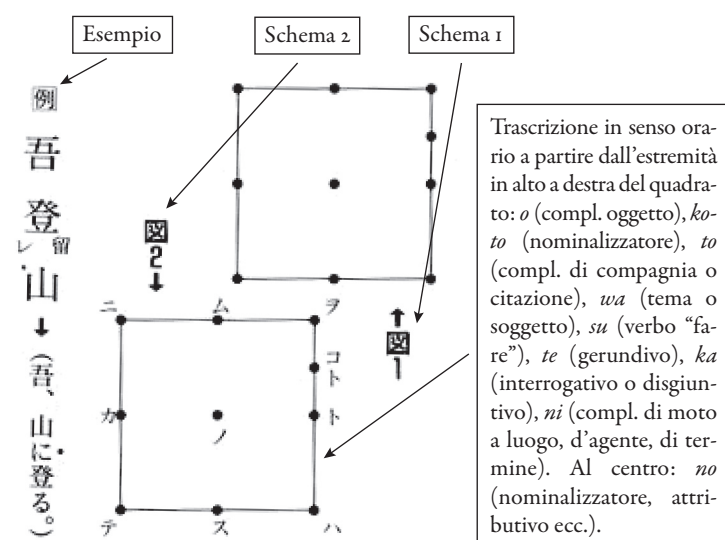 Esempio
Schema 2
Schema 1
例
吾
登
レ 留
山
↓
(吾、山に登る。)
図2↓
↑図1
ニ ム ヲ
コト
ト
カ ノ
テ ス ハ
Trascrizione in senso ora-
rio a partire dall'estremità
in alto a destra del quadra-
to: o (compl. oggetto), ko-
to (nominalizzatore), to
(compl. di compagnia o
citazione), wa (tema o
soggetto), su (verbo “fa-
re”), te (gerundivo), ka
(interrogativo o disgiun-
tivo), ni (compl. di moto
a luogo, d'agente, di ter-
mine). Al centro: no
(nominalizzatore, attri-
butivo ecc.).